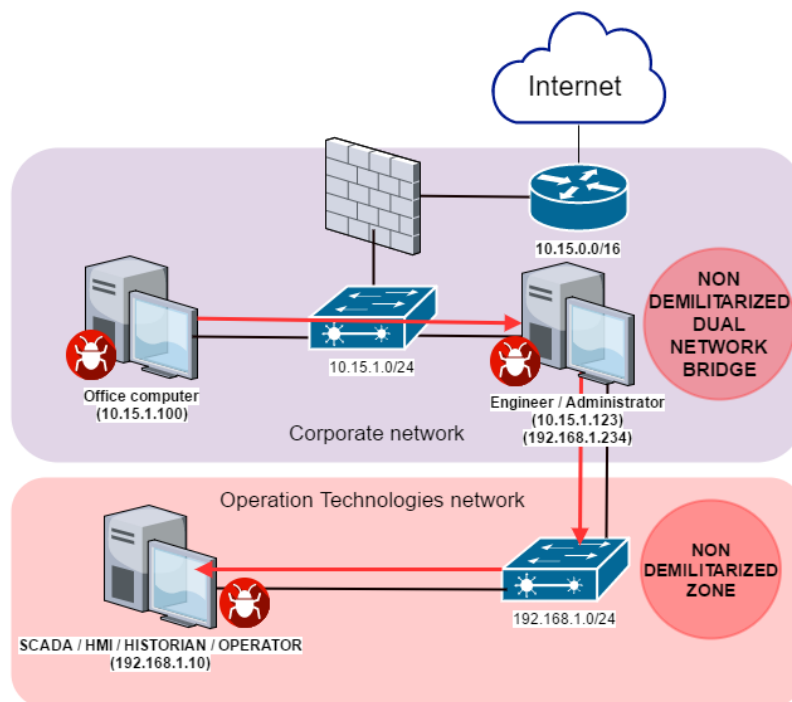 Internet
10.15.0.0/16
NON
DEMILITARIZED
DUAL
NETWORK
BRIDGE
10.15.1.0/24
Office computer
(10.15.1.100)
Engineer / Administrator
(10.15.1.123)
(192.168.1.234)
Corporate network
Operation Technologies network
NON
DEMILITARIZED
ZONE
192.168.1.0/24
SCADA / HMI / HISTORIAN / OPERATOR
(192.168.1.10)